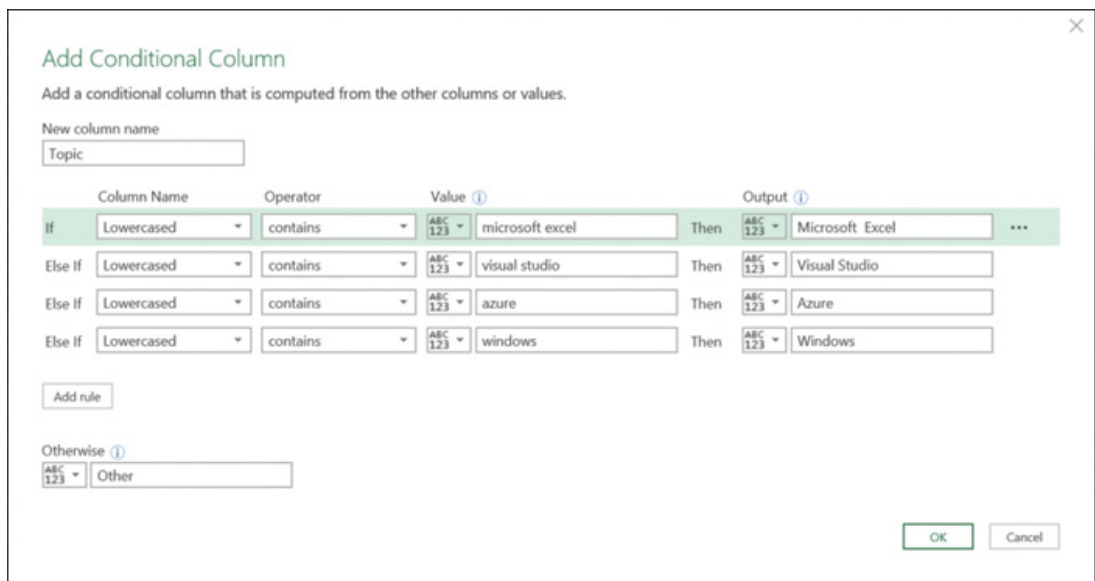 Add Conditional Column
Add a conditional column that is computed from the other columns or values.
New column name
Topic
Column Name Operator Value Output
If Lowercased contains ABC 123 microsoft excel Then ABC 123 Microsoft  Excel ...
Else If Lowercased contains ABC 123 visual studio Then ABC 123 Visual Studio
Else If Lowercased contains ABC 123 azure Then ABC 123 Azure
Else If Lowercased contains ABC 123 windows Then ABC 123 Windows
Add rule
Otherwise
ABC 123 Other
OK Cancel